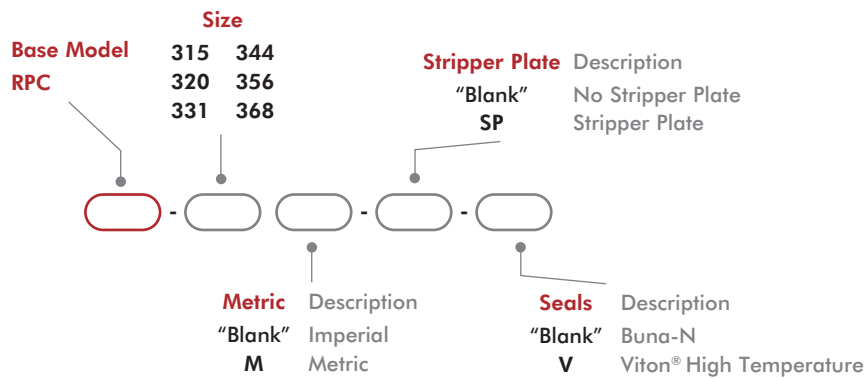 Size
Base Model
RPC
315 344
320 356
331 368
Stripper Plate Description
“Blank” No Stripper Plate
SP Stripper Plate
- - -
Metric Description
“Blank” Imperial
M Metric
Seals Description
“Blank” Buna-N
V Viton® High Temperature